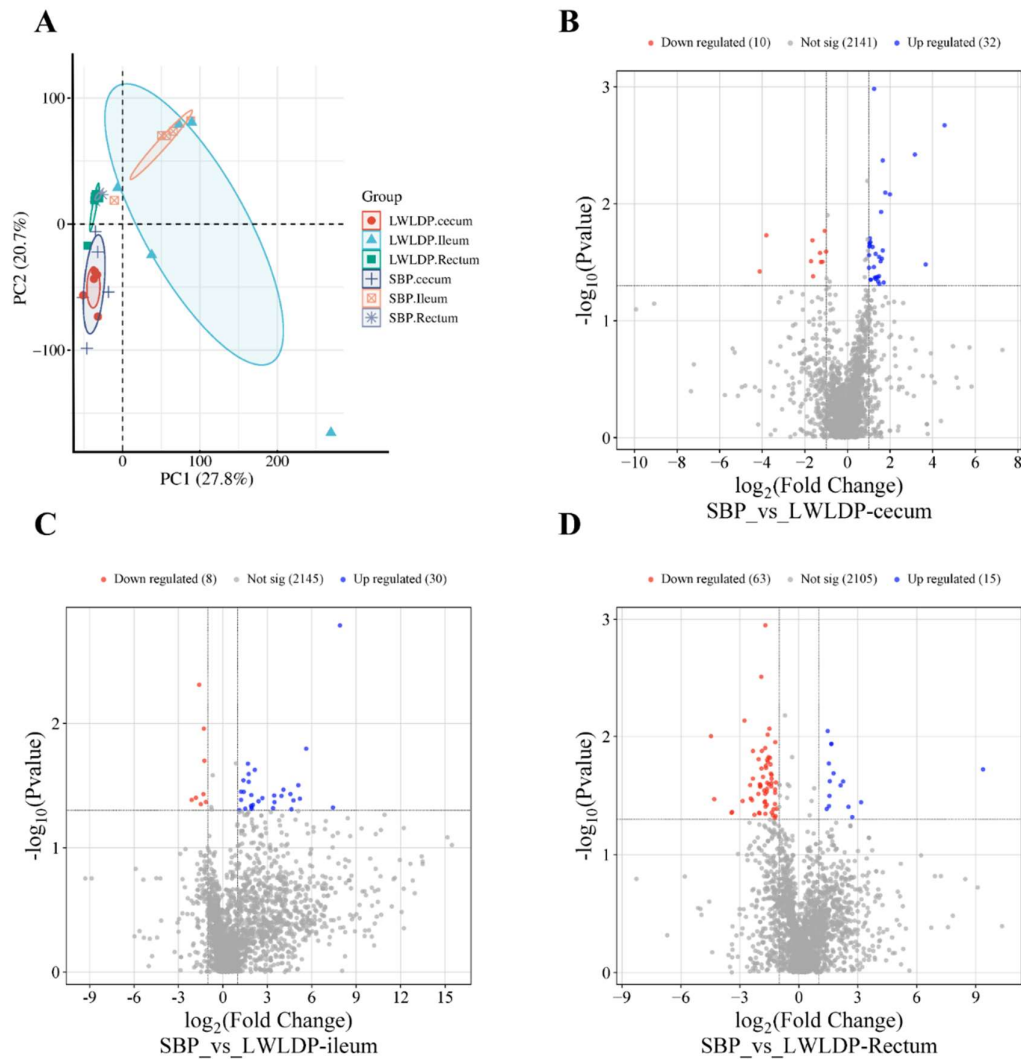 A
PC2 (20.7%)
100
0
−100
0
100
200
PC1 (27.8%)
Group
LWLDP.cecum
LWLDP.Ileum
LWLDP.Rectum
SBP.cecum
SBP.Ileum
SBP.Rectum
B
Down regulated (10) Not sig (2141) Up regulated (32)
-log10(Pvalue)
3
2
1
0
−10 −8 −6 −4 −2 0 2 4 6 8
log2(Fold Change)
SBP_vs_LWLDP-cecum
C
Down regulated (8) Not sig (2145) Up regulated (30)
-log10(Pvalue)
2
1
0
-9 -6 -3 0 3 6 9 12 15
log2(Fold Change)
SBP_vs_LWLDP-ileum
D
Down regulated (63) Not sig (2105) Up regulated (15)
-log10(Pvalue)
3
2
1
0
-9 -6 -3 0 3 6 9
log2(Fold Change)
SBP_vs_LWLDP-Rectum